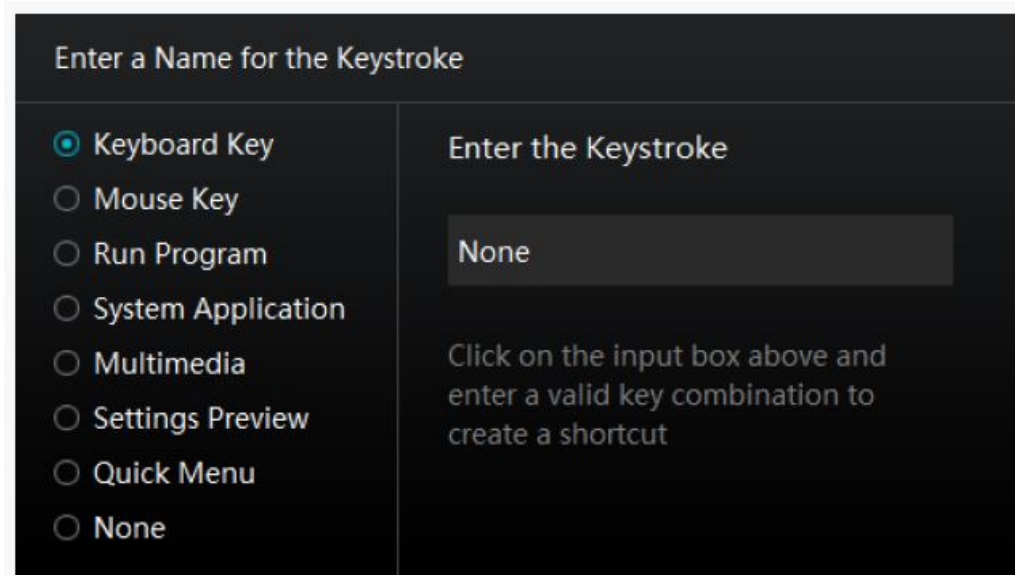 Enter a Name for the Keystroke
Keyboard Key
Mouse Key
Run Program
System Application
Multimedia
Settings Preview
Quick Menu
None
Enter the Keystroke
None
Click on the input box above and
enter a valid key combination to
create a shortcut